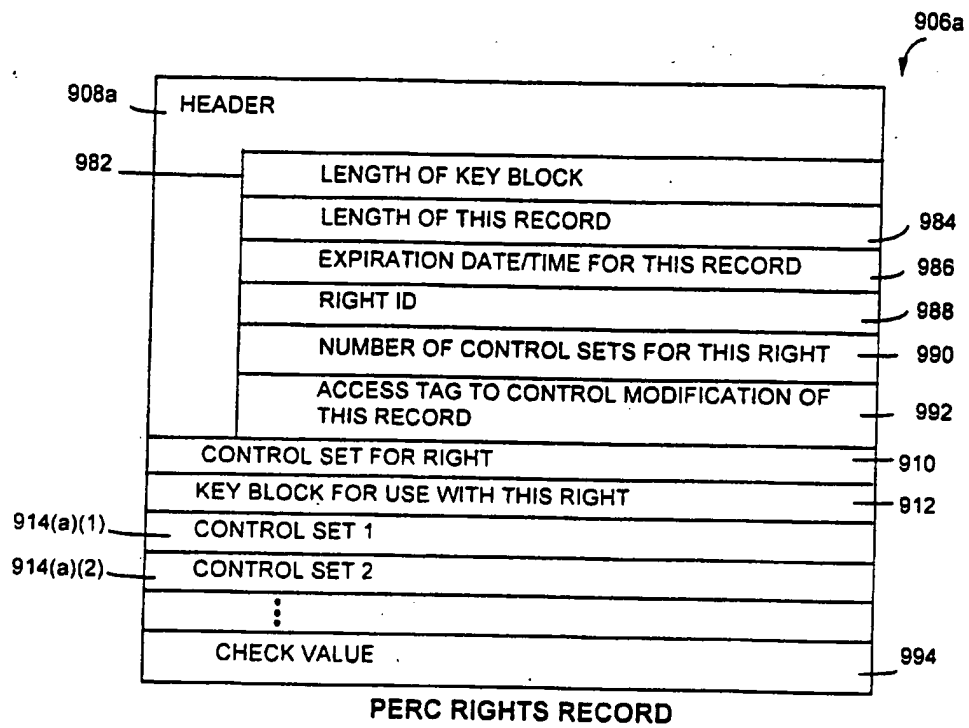 906a
908a
HEADER
982
LENGTH OF KEY BLOCK
LENGTH OF THIS RECORD
984
EXPIRATION DATE/TIME FOR THIS RECORD
986
RIGHT ID
988
NUMBER OF CONTROL SETS FOR THIS RIGHT
990
ACCESS TAG TO CONTROL MODIFICATION OF
THIS RECORD
992
CONTROL SET FOR RIGHT
910
KEY BLOCK FOR USE WITH THIS RIGHT
912
914(a)(1)
CONTROL SET 1
914(a)(2)
CONTROL SET 2
CHECK VALUE
994
PERC RIGHTS RECORD